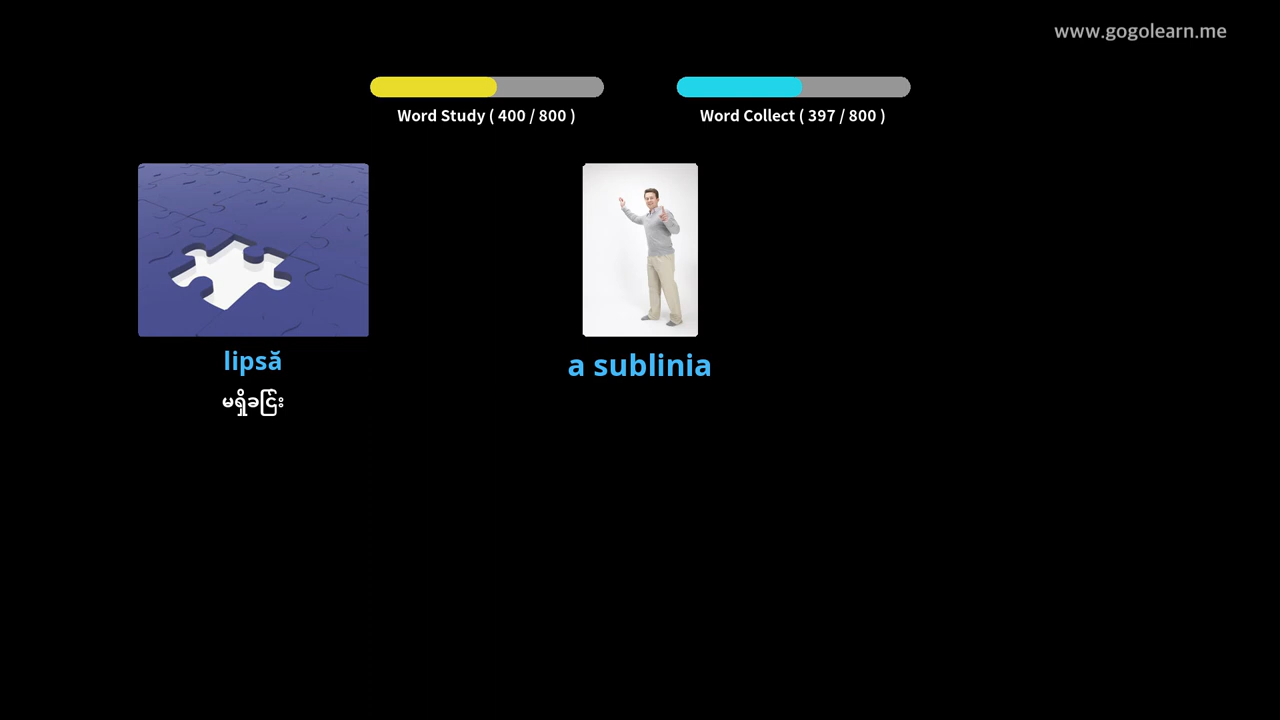 www.gogolearn.me
Word Study ( 400 / 800 )
Word Collect ( 397 / 800 )
lipsă
မရှိခြင်း
a sublinia